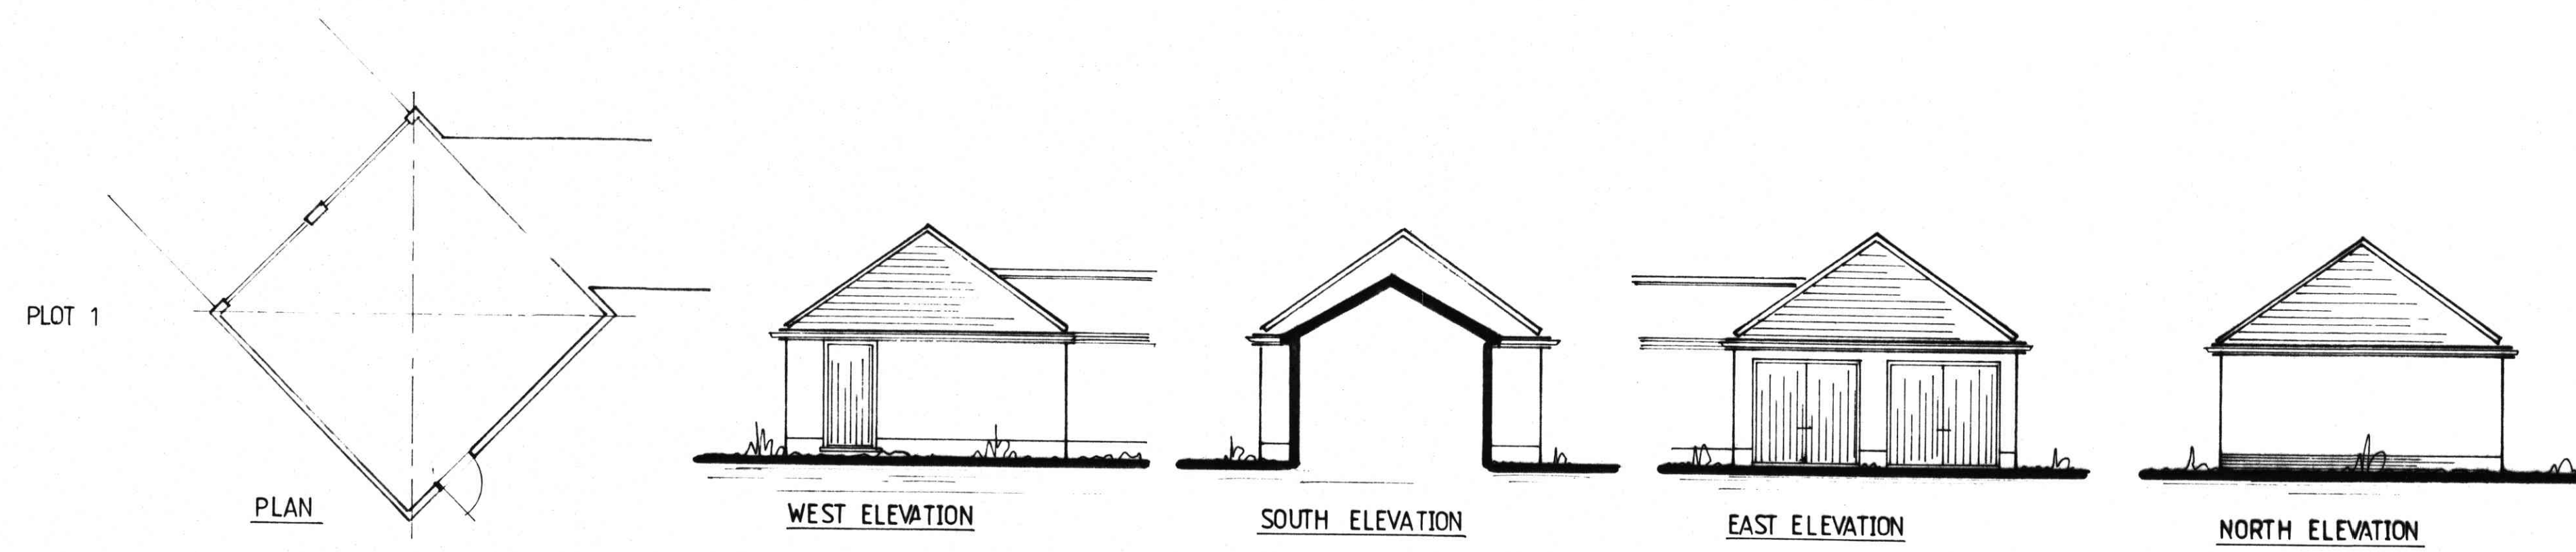 PLOT 1
PLAN
WEST ELEVATION
SOUTH ELEVATION
EAST ELEVATION
NORTH ELEVATION